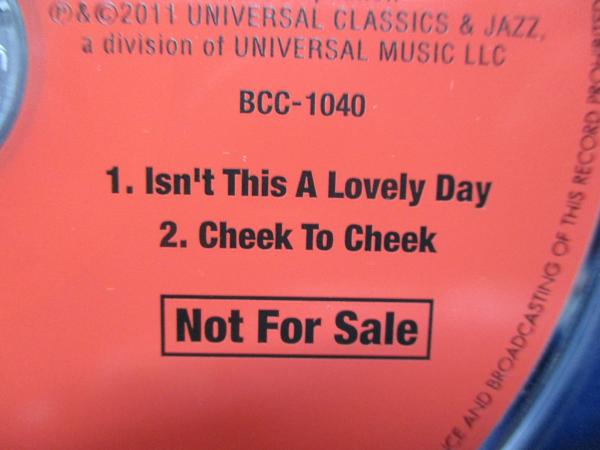 ℗&©2011 UNIVERSAL CLASSICS & JAZZ,
a division of UNIVERSAL MUSIC LLC
BCC-1040
1. Isn't This A Lovely Day
2. Cheek To Cheek
Not For Sale
AND BROADCASTING OF THIS RECORD PROHIBITED